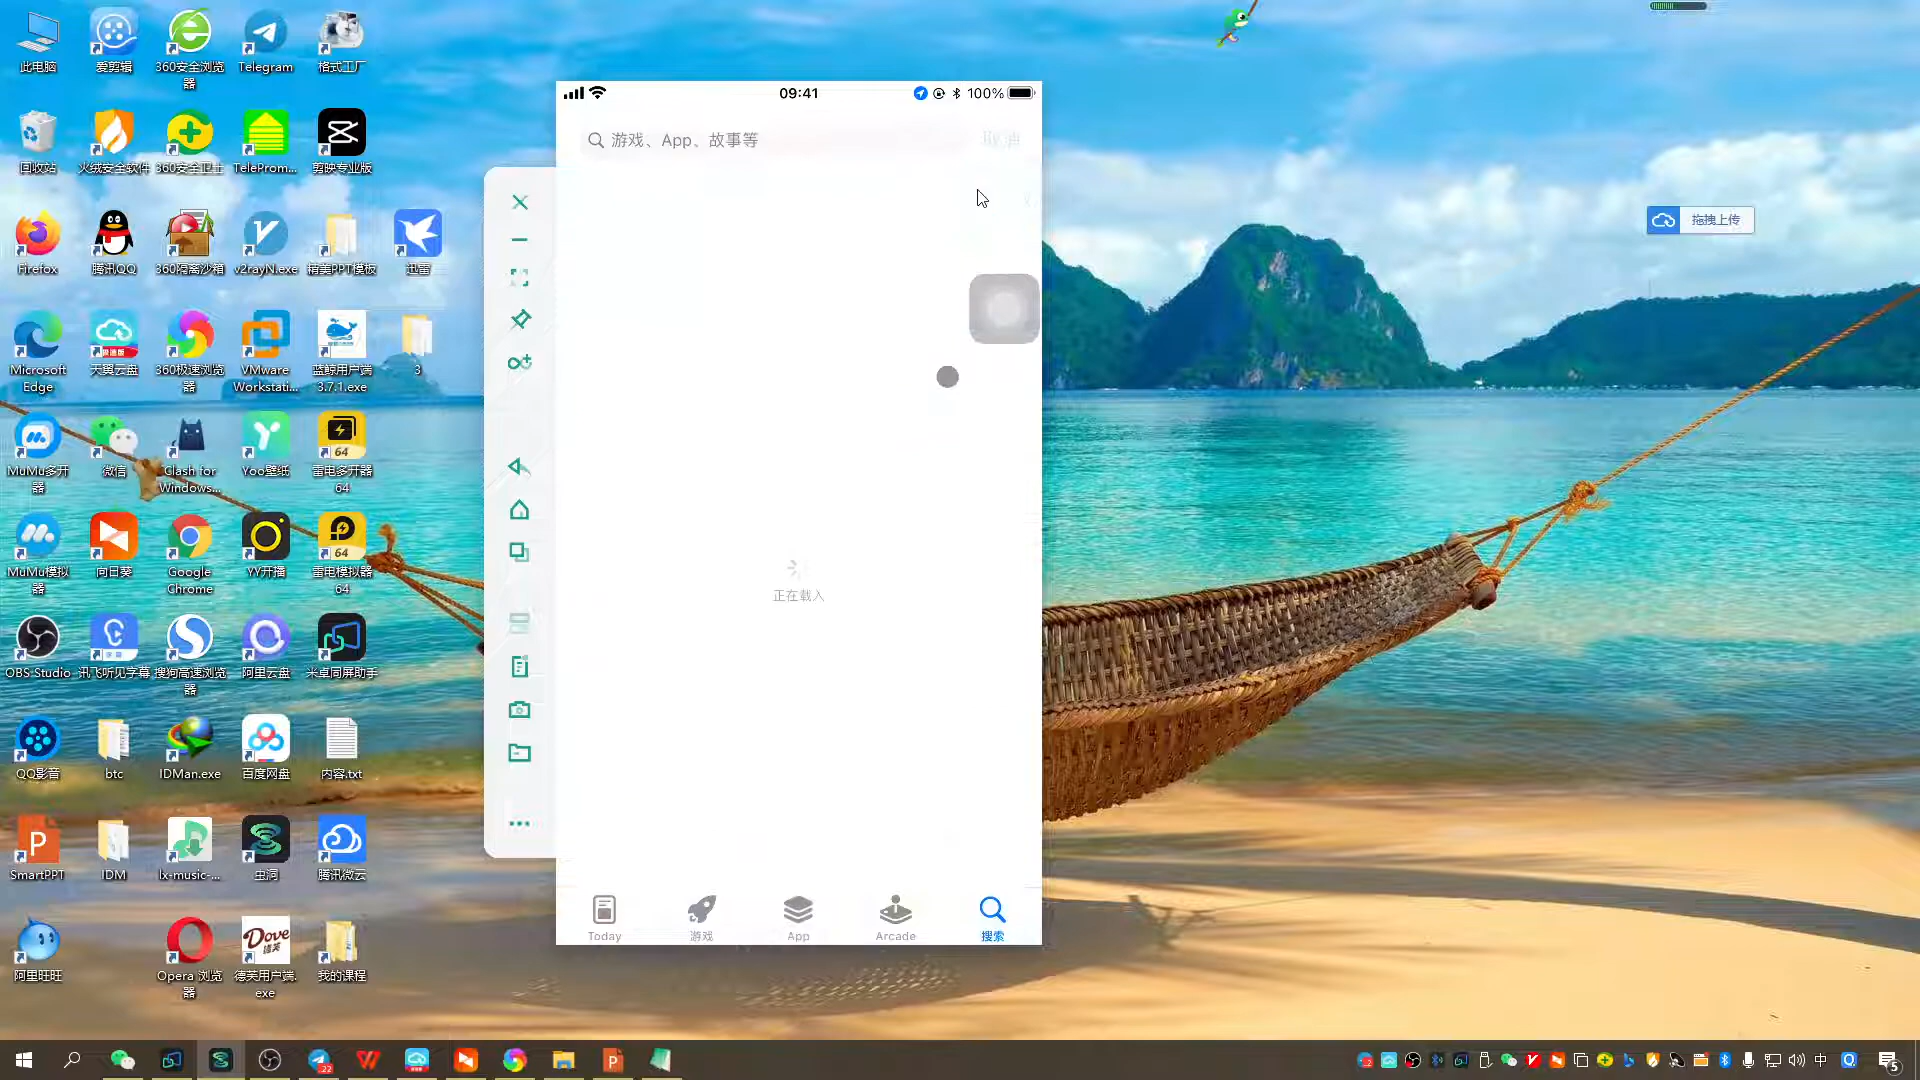 此电脑
爱剪辑
360安全浏览
器
Telegram
格式工厂
回收站
火绒安全软件
360安全卫士
TeleProm...
剪映专业版
Firefox
腾讯QQ
360隔离沙箱
v2rayN.exe
精美PPT模板
迅雷
Microsoft
Edge
天翼云盘
360极速浏览
器
VMware
Workstati...
蓝鲸用户端
3.7.1.exe
3
MuMu多开
器
微信
Clash for
Windows...
Yoo壁纸
雷电多开器
64
MuMu模拟
器
向日葵
Google
Chrome
YY开播
雷电模拟器
64
OBS Studio
讯飞听见字幕
搜狗高速浏览
器
阿里云盘
米卓同屏助手
QQ影音
btc
IDMan.exe
百度网盘
内容.txt
SmartPPT
IDM
lx-music-...
虫洞
腾讯微云
阿里旺旺
Opera 浏览
器
德芙用户端.
exe
我的课程
09:41
100%
游戏、App、故事等
正在载入
Today
游戏
App
Arcade
搜索
拖拽上传
22
中
5